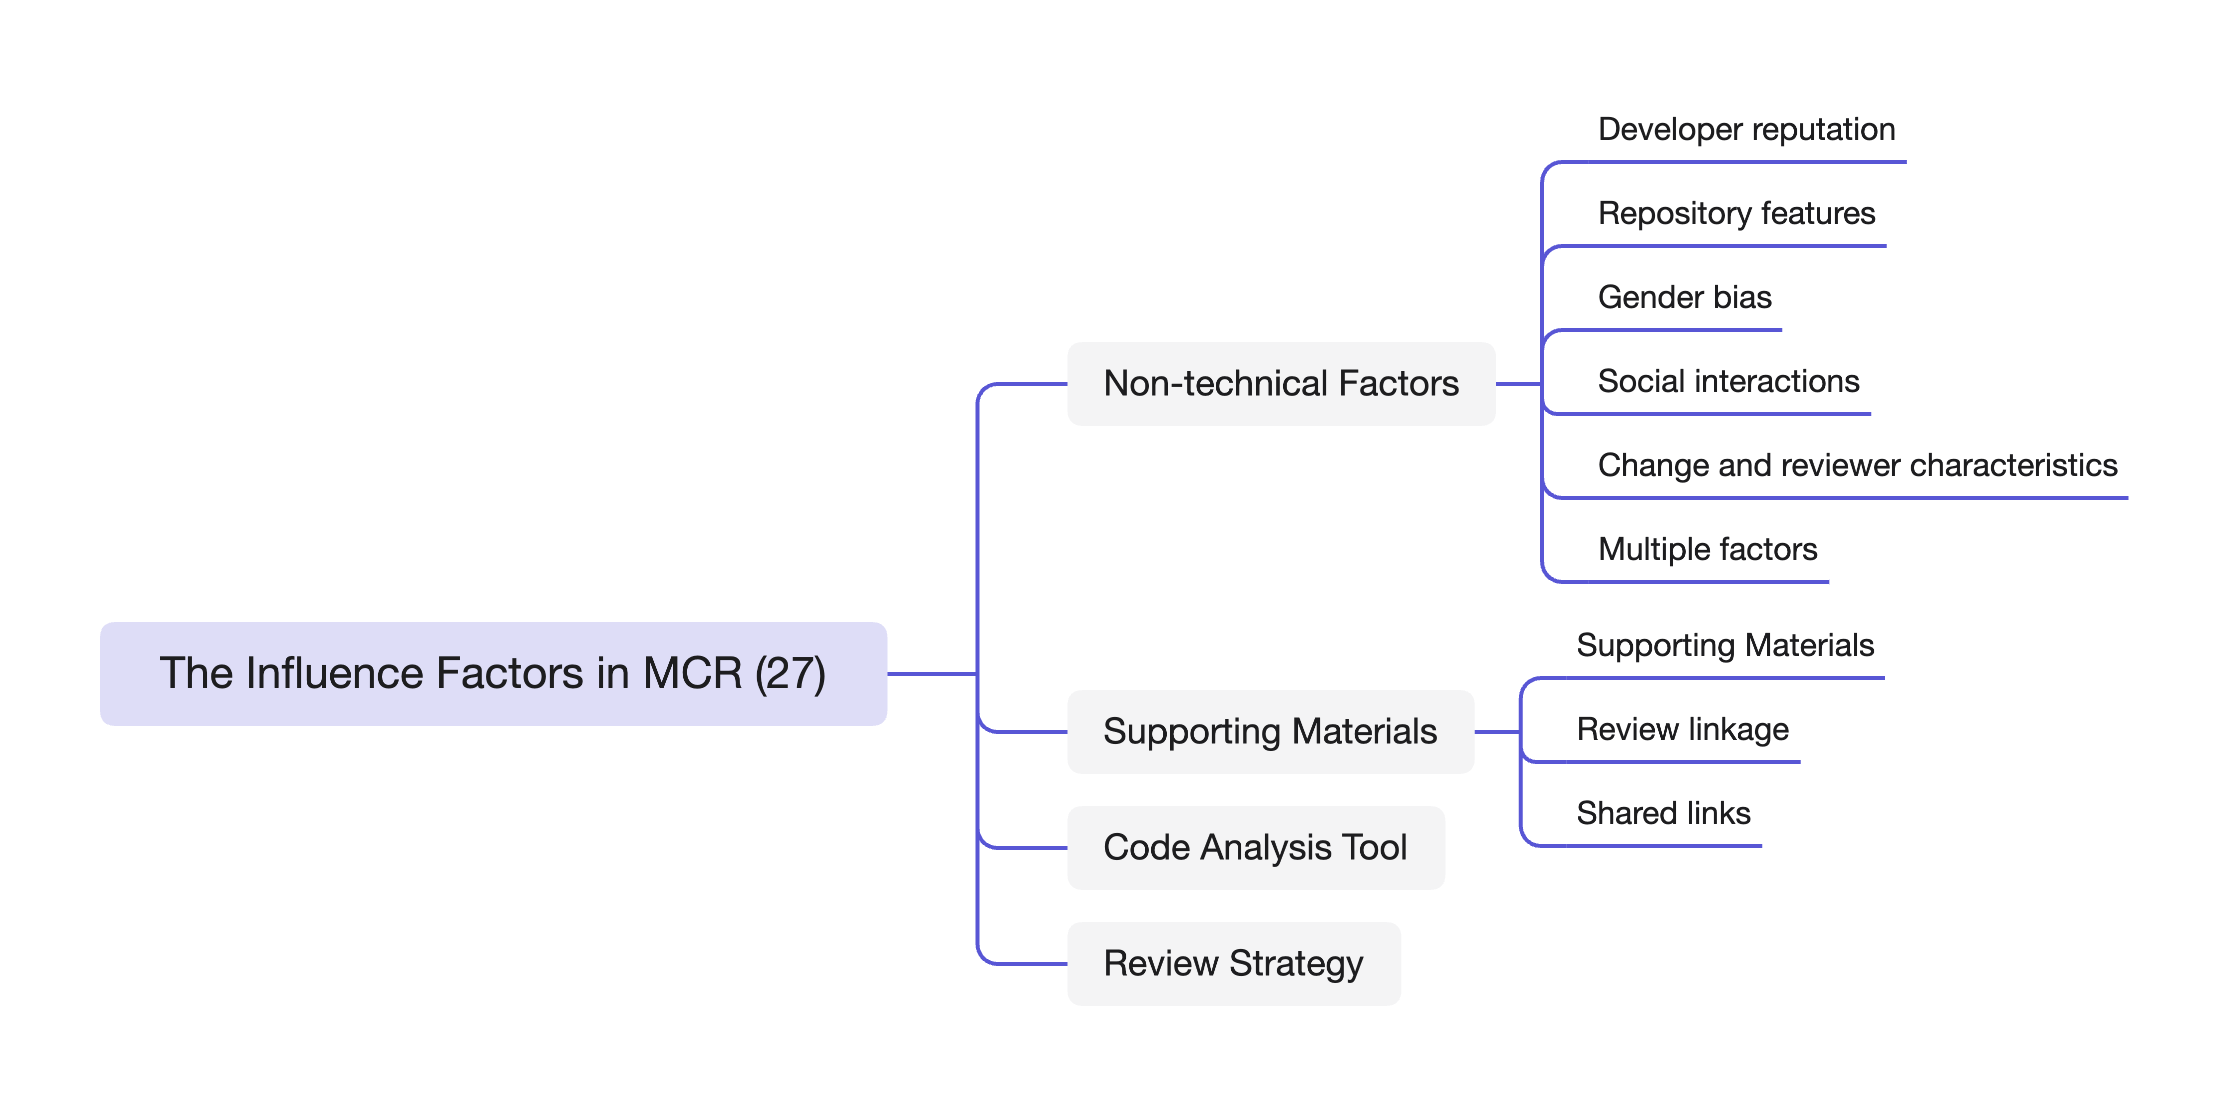 The Influence Factors in MCR (27)
Non-technical Factors
Developer reputation
Repository features
Gender bias
Social interactions
Change and reviewer characteristics
Multiple factors
Supporting Materials
Supporting Materials
Review linkage
Shared links
Code Analysis Tool
Review Strategy